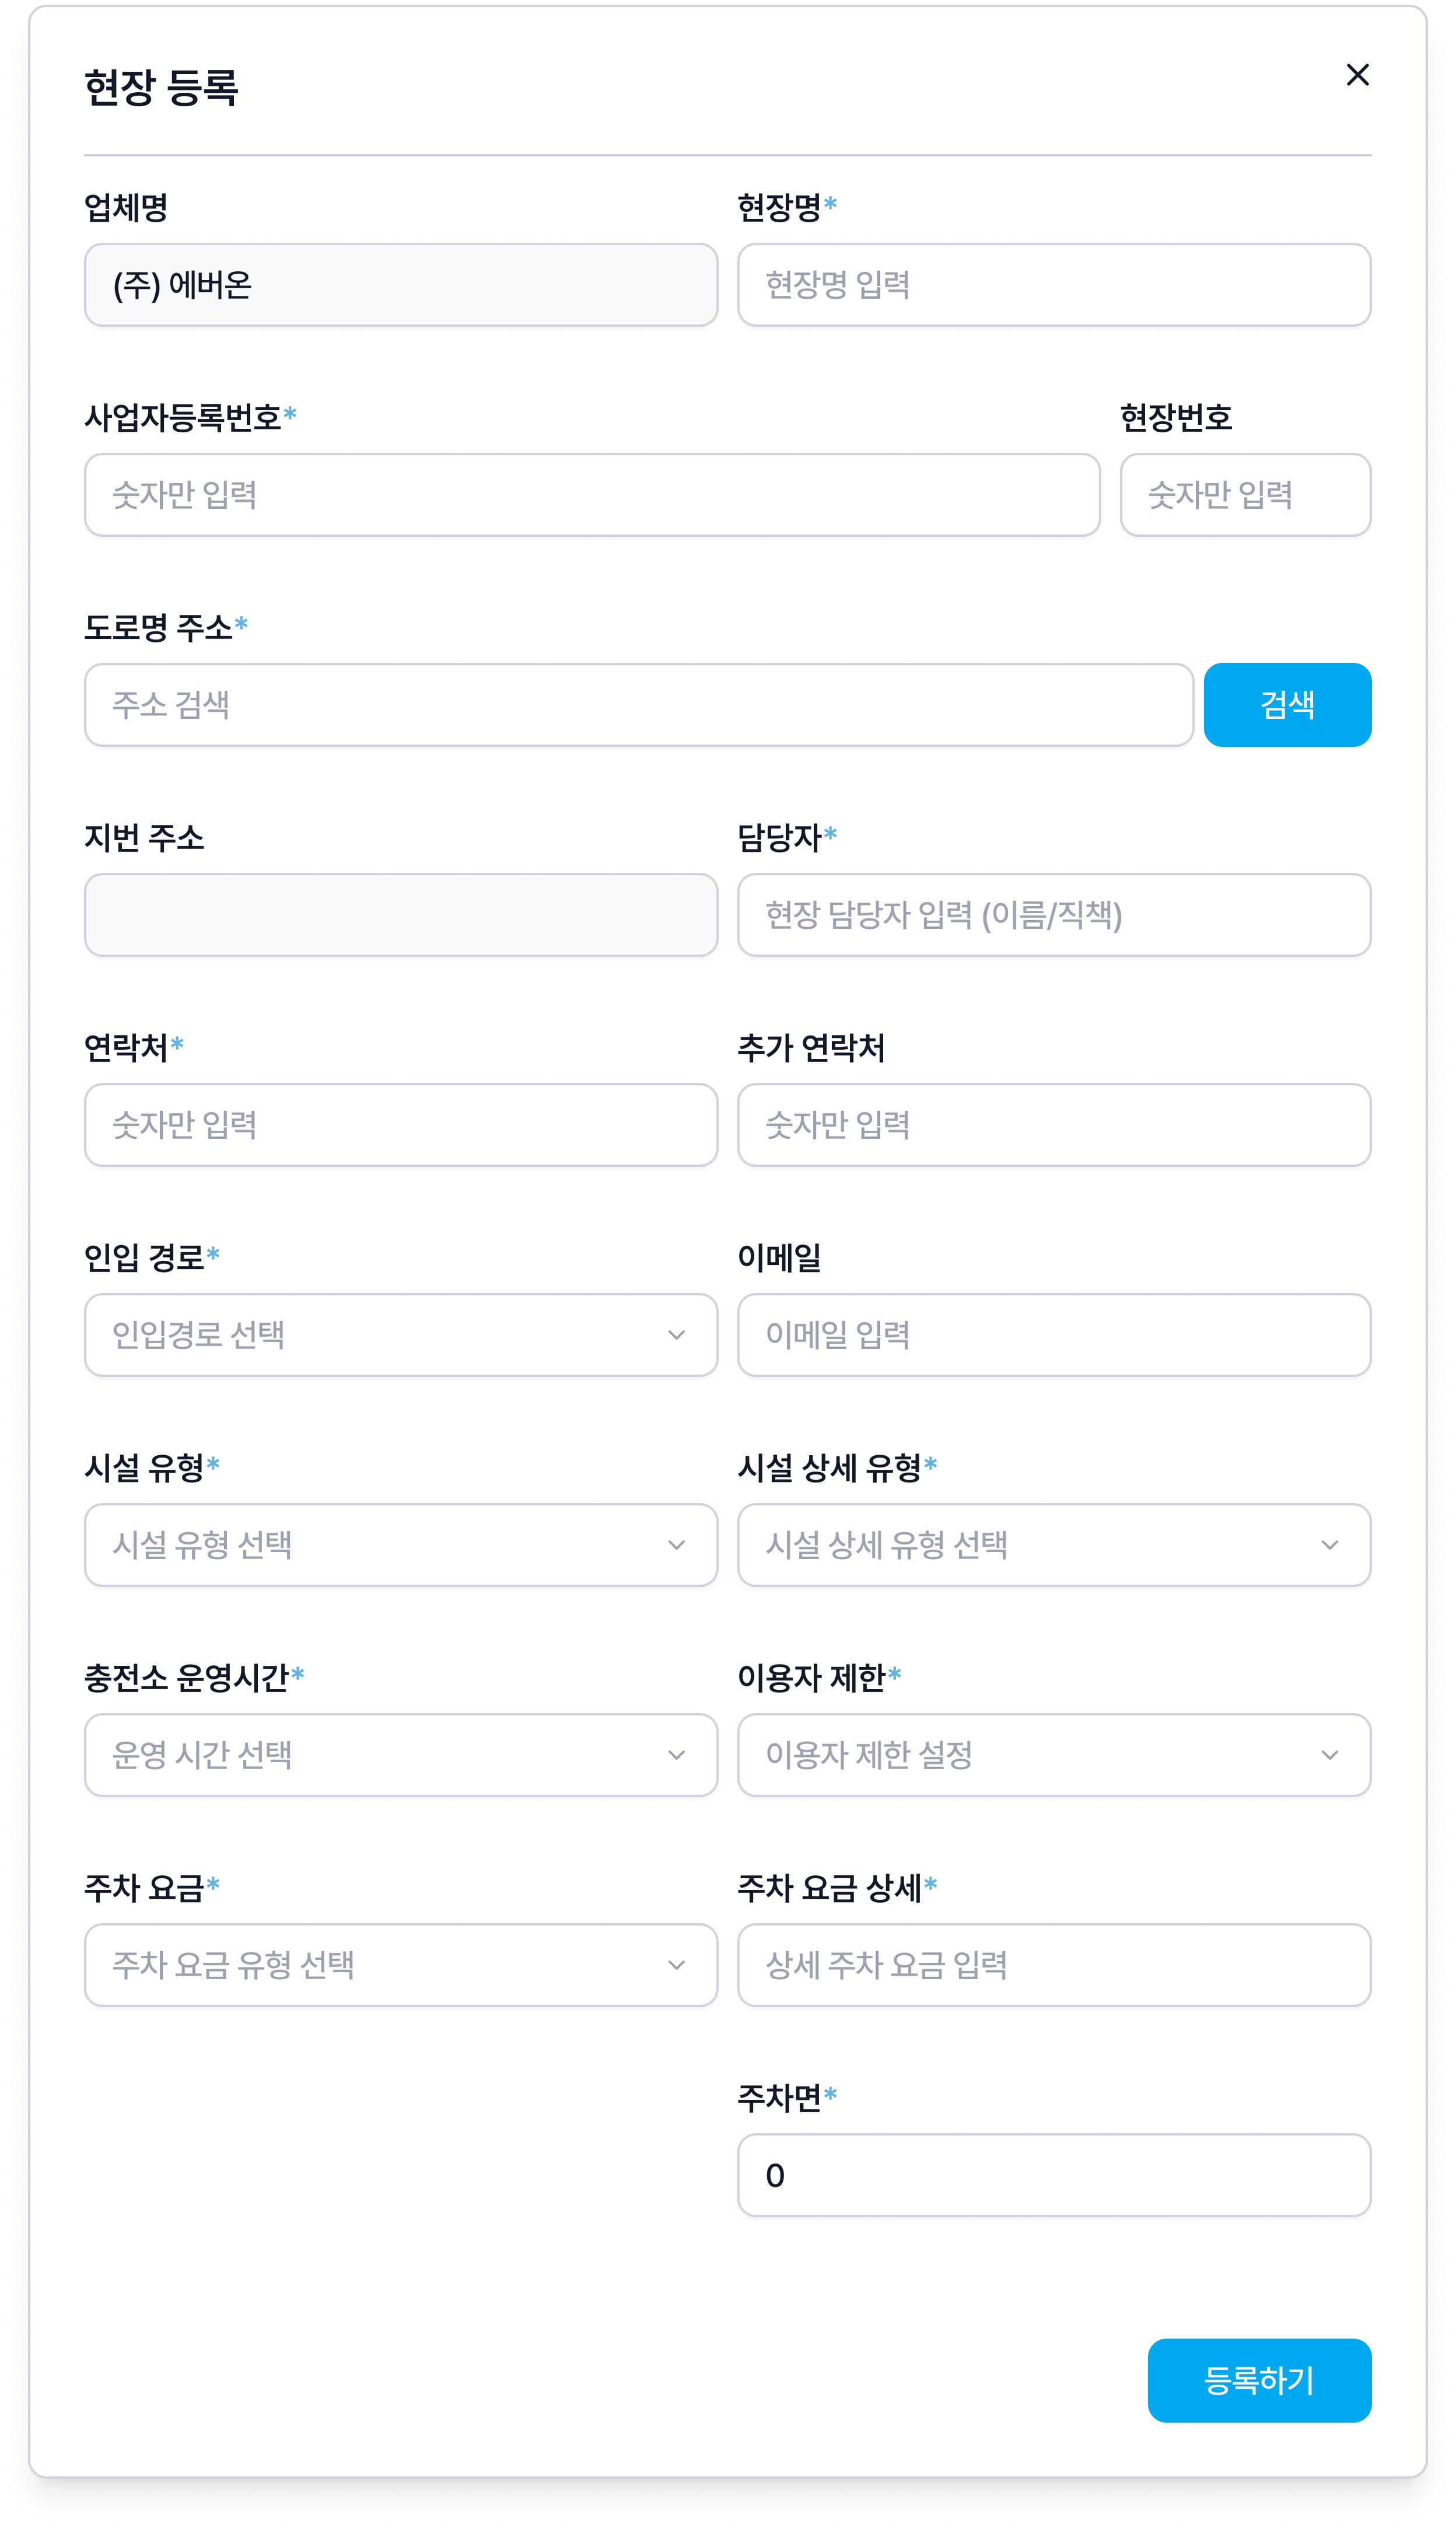 현장 등록
업체명
현장명*
(주) 에버온
현장명 입력
사업자등록번호*
현장번호
숫자만 입력
숫자만 입력
도로명 주소*
주소 검색
검색
지번 주소
담당자*
현장 담당자 입력 (이름/직책)
연락처*
추가 연락처
숫자만 입력
숫자만 입력
인입 경로*
이메일
인입경로 선택
이메일 입력
시설 유형*
시설 상세 유형*
시설 유형 선택
시설 상세 유형 선택
충전소 운영시간*
이용자 제한*
운영 시간 선택
이용자 제한 설정
주차 요금*
주차 요금 상세*
주차 요금 유형 선택
상세 주차 요금 입력
주차면*
0
등록하기